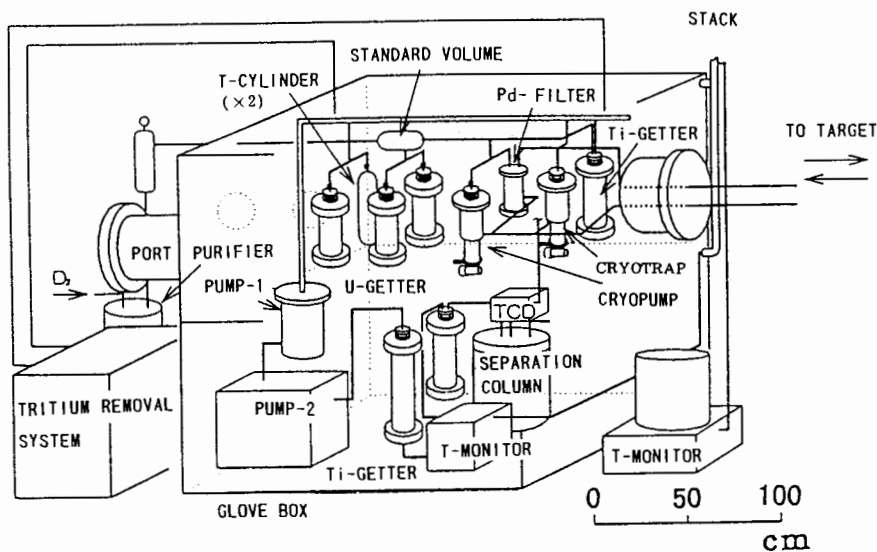 STACK
STANDARD VOLUME
T-CYLINDER
(×2)
Pd- FILTER
Ti-GETTER
TO TARGET
PORT
PURIFIER
D₂
PUMP-1
U-GETTER
CRYOTRAP
CRYOPUMP
TCD
SEPARATION
COLUMN
TRITIUM REMOVAL
SYSTEM
PUMP-2
T-MONITOR
T-MONITOR
Ti-GETTER
GLOVE BOX
0 50 100
cm